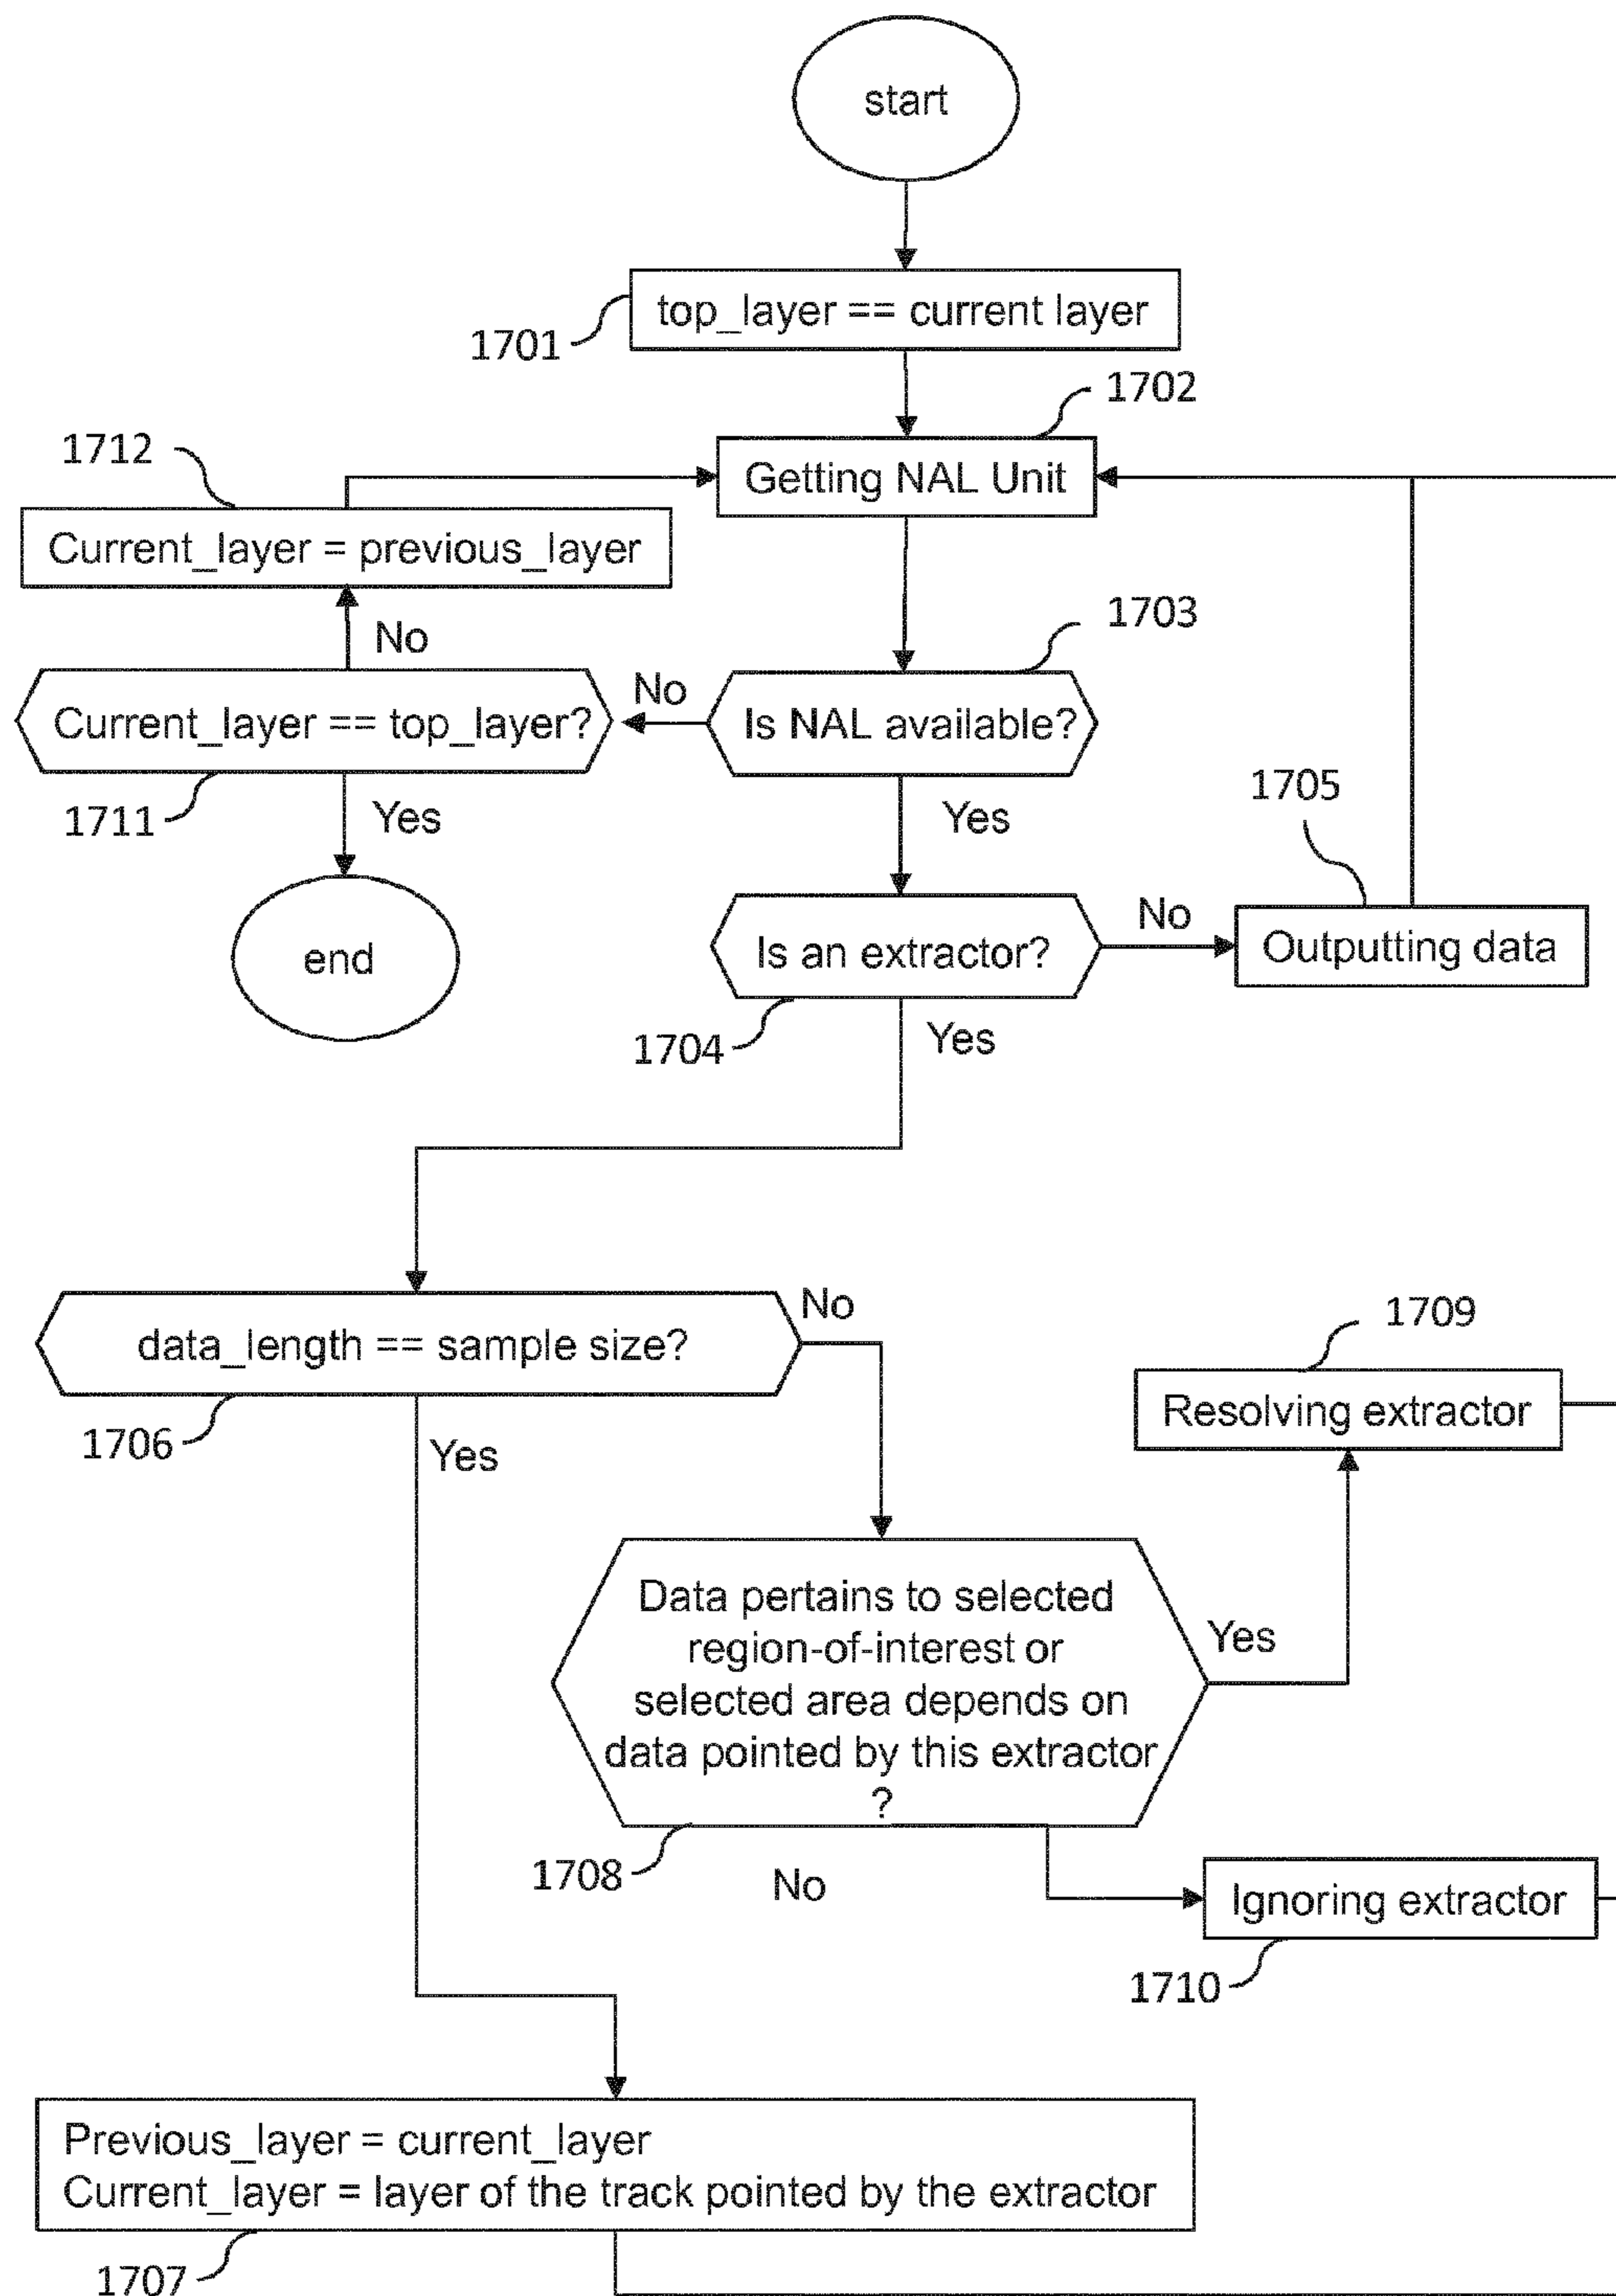 start
top_layer == current layer
1701
1702
1712
Getting NAL Unit
Current_layer = previous_layer
1703
No
No
Current_layer == top_layer?
Is NAL available?
1705
1711
Yes
Yes
No
end
Is an extractor?
Outputting data
1704
Yes
No
1709
data_length == sample size?
Resolving extractor
1706
Yes
Data pertains to selected
region-of-interest or
selected area depends on
data pointed by this extractor
?
Yes
1708
No
Ignoring extractor
1710
Previous_layer = current_layer
Current_layer = layer of the track pointed by the extractor
1707